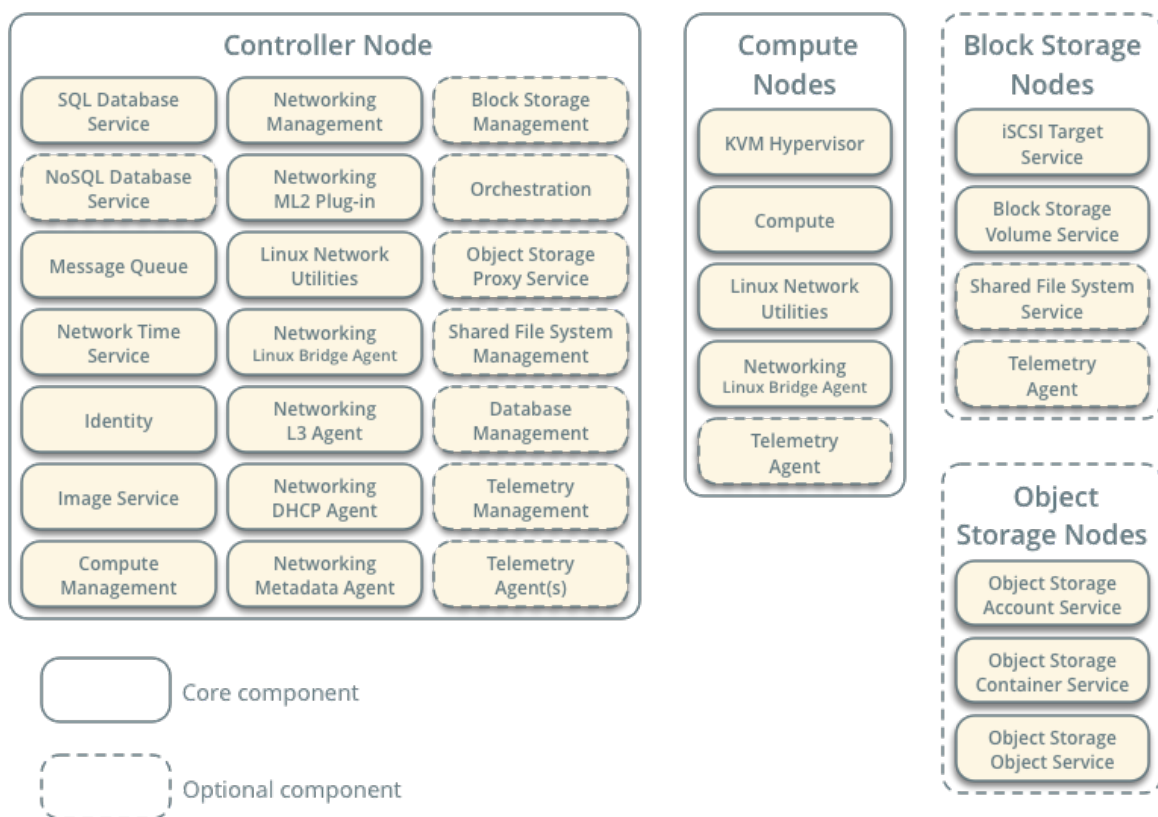 Controller Node
SQL Database
Service
Networking
Management
Block Storage
Management
NoSQL Database
Service
Networking
ML2 Plug-in
Orchestration
Message Queue
Linux Network
Utilities
Object Storage
Proxy Service
Network Time
Service
Networking
Linux Bridge Agent
Shared File System
Management
Identity
Networking
L3 Agent
Database
Management
Image Service
Networking
DHCP Agent
Telemetry
Management
Compute
Management
Networking
Metadata Agent
Telemetry
Agent(s)
Compute
Nodes
KVM Hypervisor
Compute
Linux Network
Utilities
Networking
Linux Bridge Agent
Telemetry
Agent
Block Storage
Nodes
iSCSI Target
Service
Block Storage
Volume Service
Shared File System
Service
Telemetry
Agent
Object
Storage Nodes
Object Storage
Account Service
Object Storage
Container Service
Object Storage
Object Service
Core component
Optional component